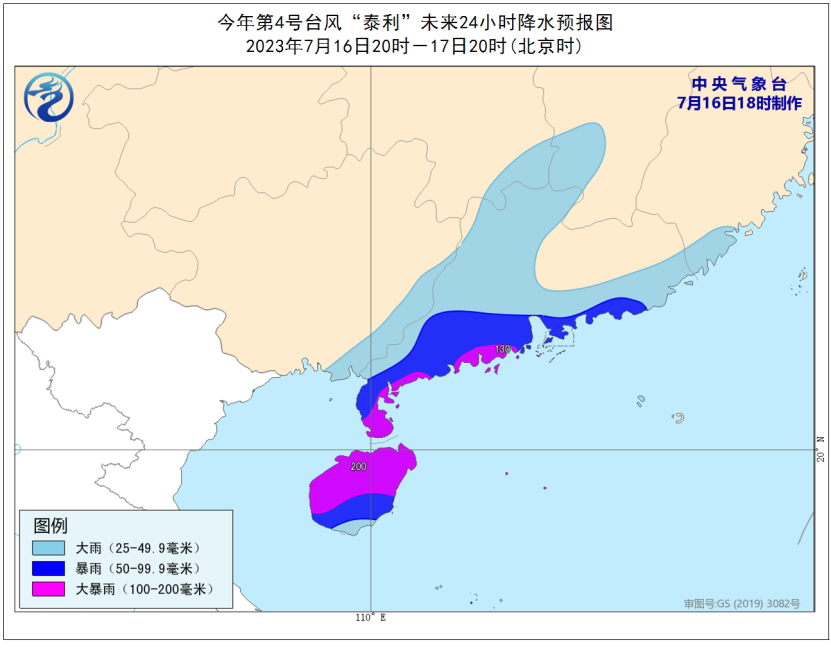 今年第4号台风“泰利”未来24小时降水预报图
2023年7月16日20时－17日20时(北京时)
中央气象台
7月16日18时制作
130
200
20° N
图例
大雨（25-49.9毫米）
暴雨（50-99.9毫米）
大暴雨（100-200毫米）
审图号:GS (2019) 3082号
110° E